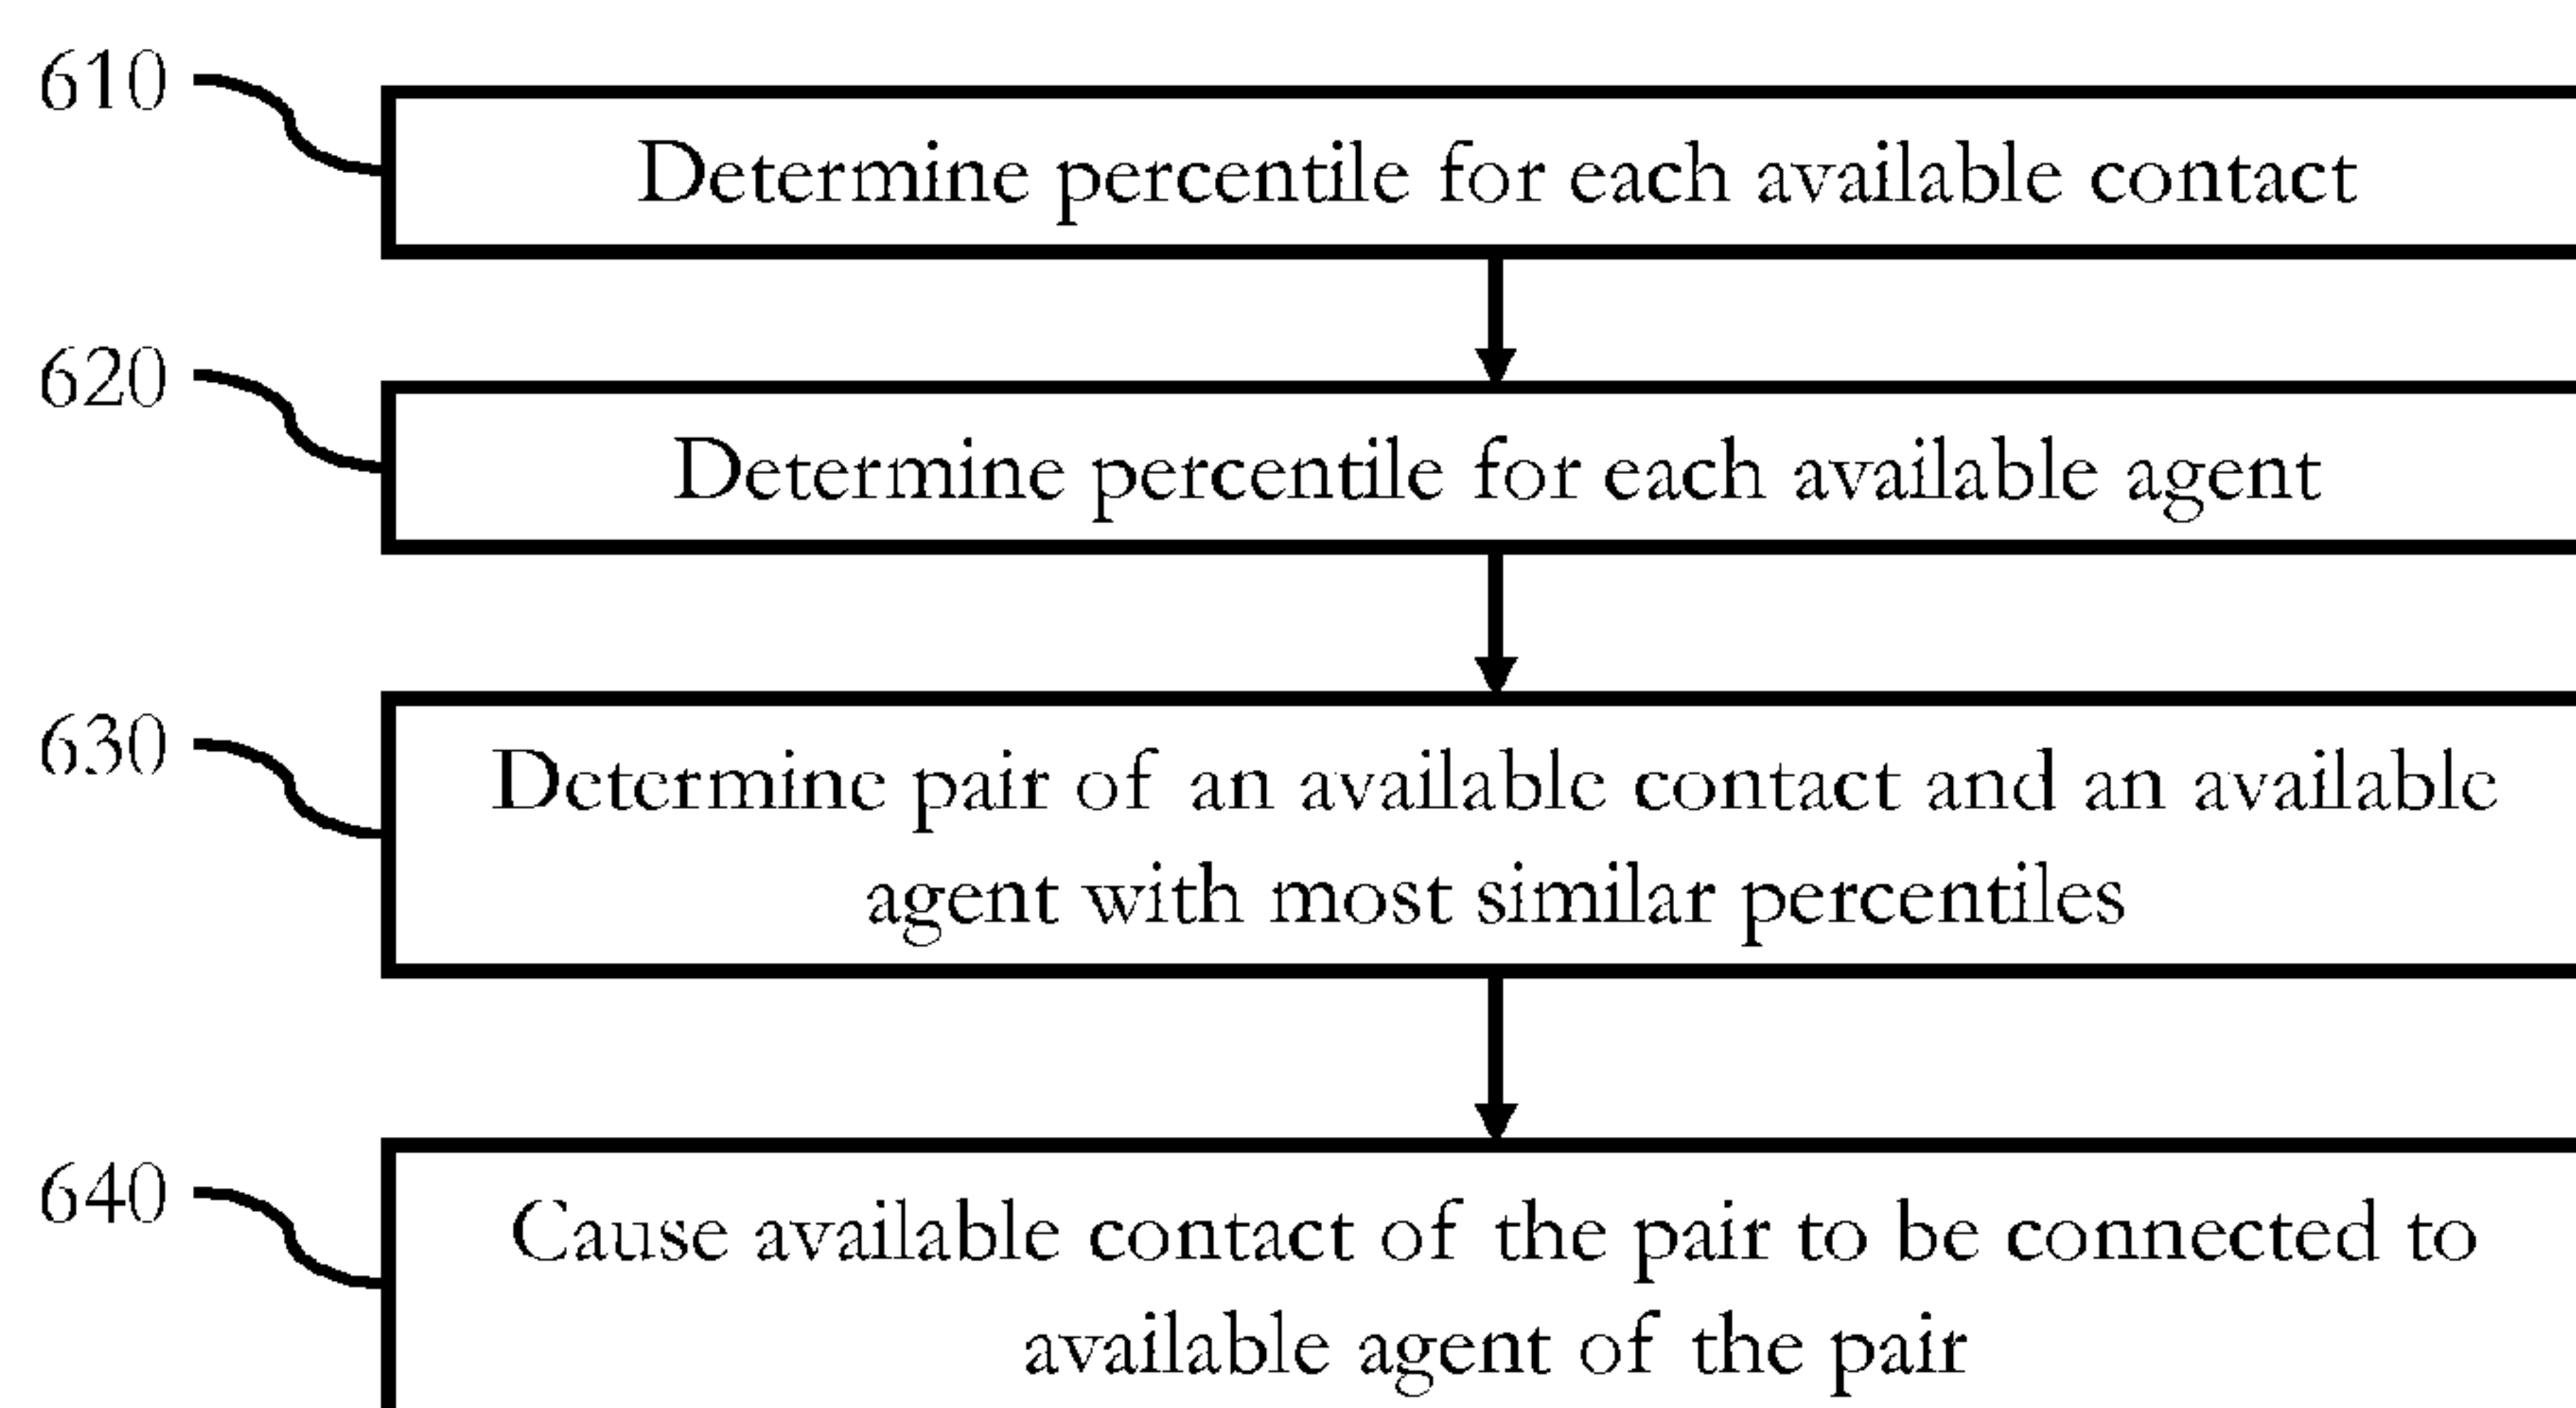 610
Determine percentile for each available contact
620
Determine percentile for each available agent
630
Determine pair of an available contact and an available
agent with most similar percentiles
640
Cause available contact of the pair to be connected to
available agent of the pair